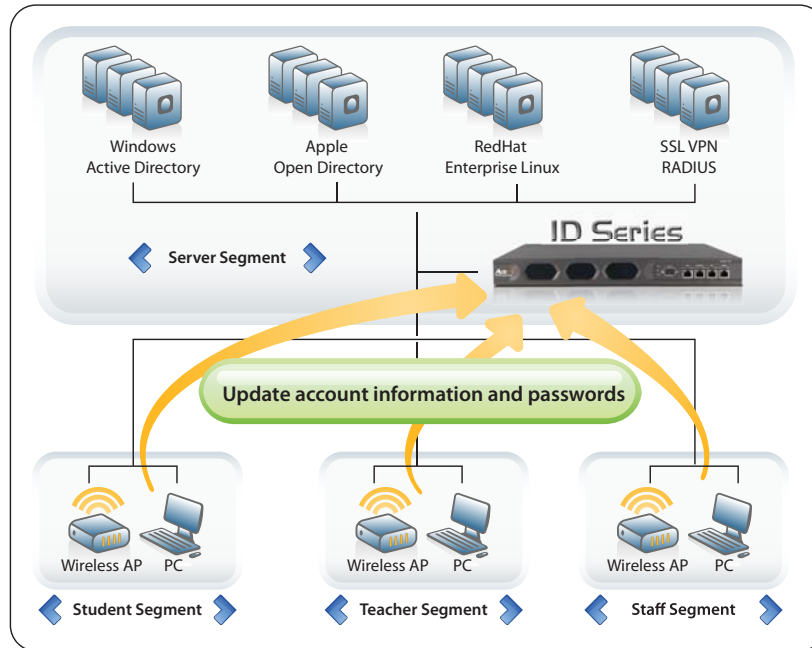 Windows
Active Directory
Apple
Open Directory
RedHat
Enterprise Linux
SSL VPN
RADIUS
ID Series
Server Segment
Update account information and passwords
Wireless AP
PC
Wireless AP
PC
Wireless AP
PC
Student Segment
Teacher Segment
Staff Segment